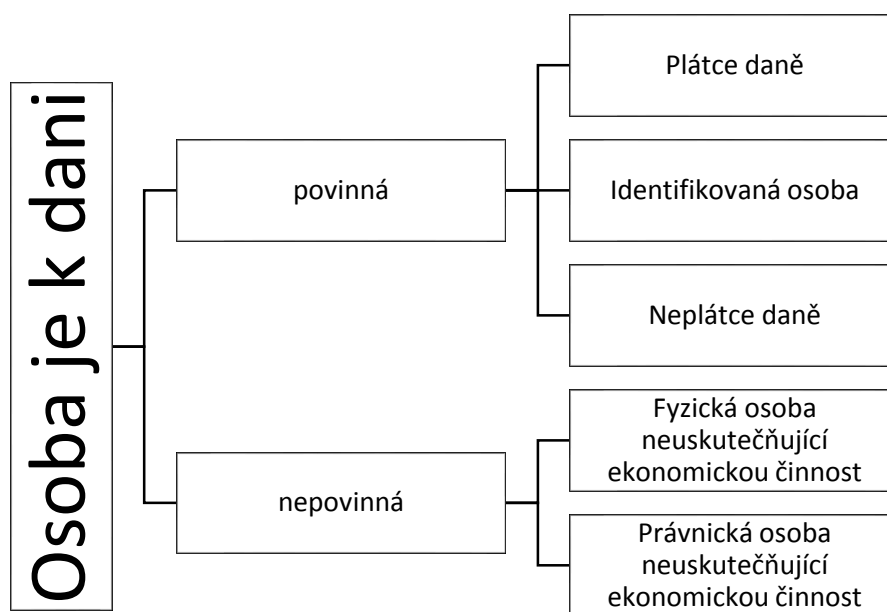 Osoba je k dani
povinná
Plátce daně
Identifikovaná osoba
Neplátce daně
nepovinná
Fyzická osoba
neuskutečňující
ekonomickou činnost
Právnická osoba
neuskutečňující
ekonomickou činnost